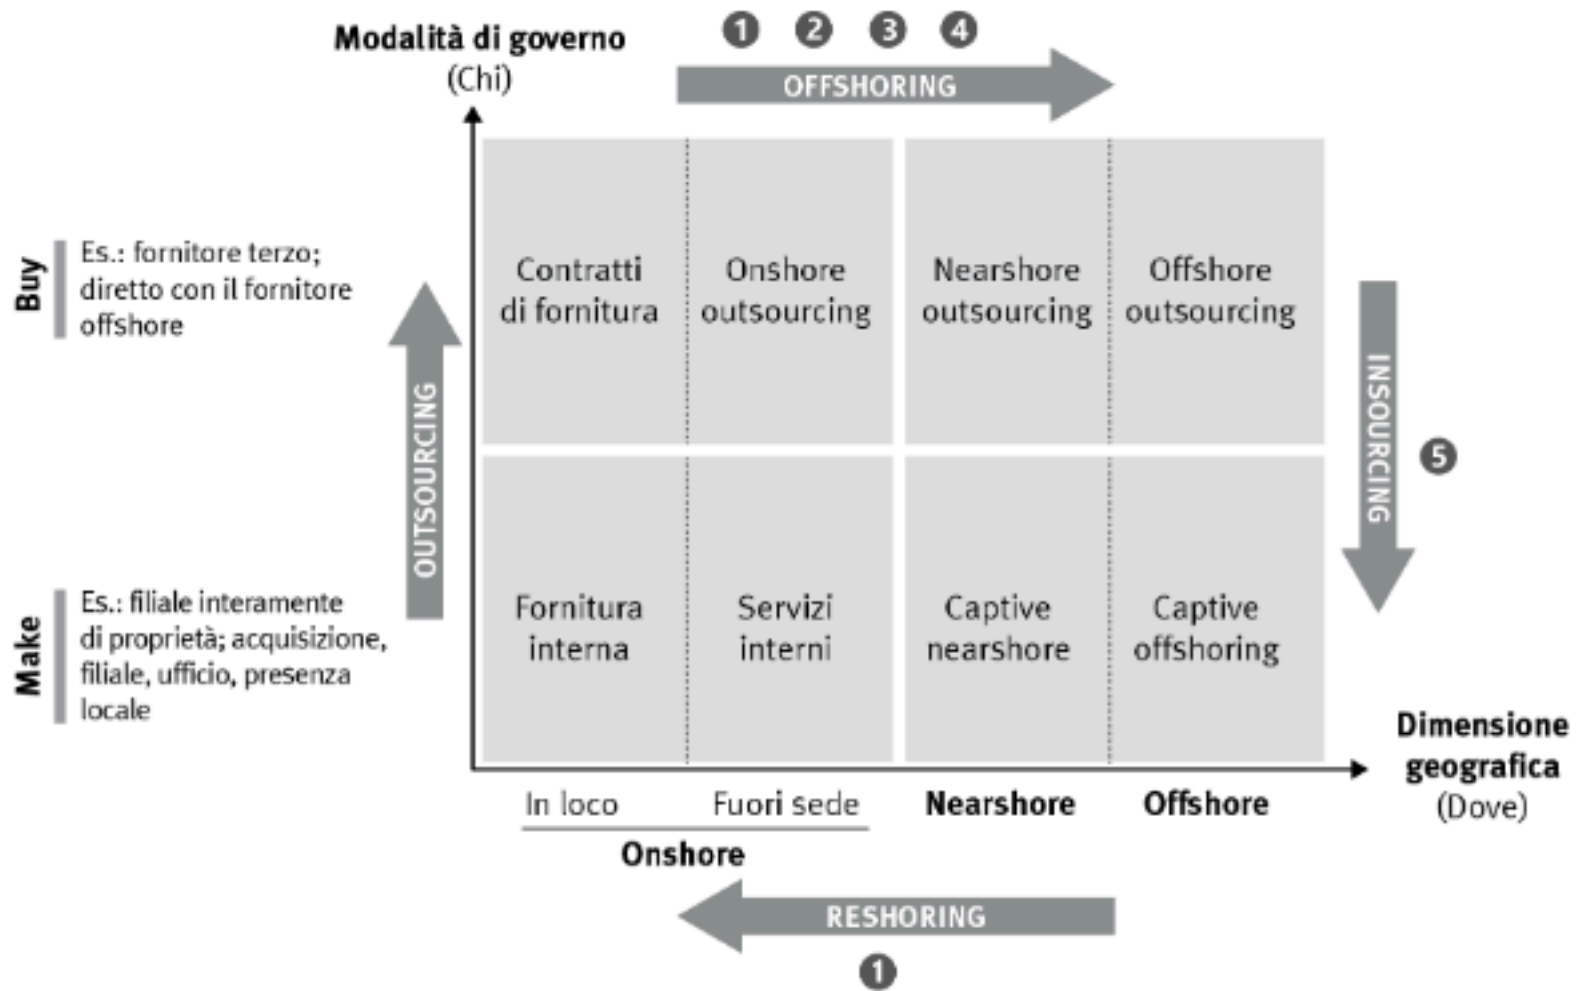 Modalità di governo
(Chi)
1 2 3 4
OFFSHORING
Buy
Es.: fornitore terzo;
diretto con il fornitore
offshore
OUTSOURCING
Contratti
di fornitura
Onshore
outsourcing
Nearshore
outsourcing
Offshore
outsourcing
INSOURCING
5
Make
Es.: filiale interamente
di proprietà; acquisizione,
filiale, ufficio, presenza
locale
Fornitura
interna
Servizi
interni
Captive
nearshore
Captive
offshoring
Dimensione
geografica
(Dove)
In loco
Fuori sede
Nearshore
Offshore
Onshore
RESHORING
1